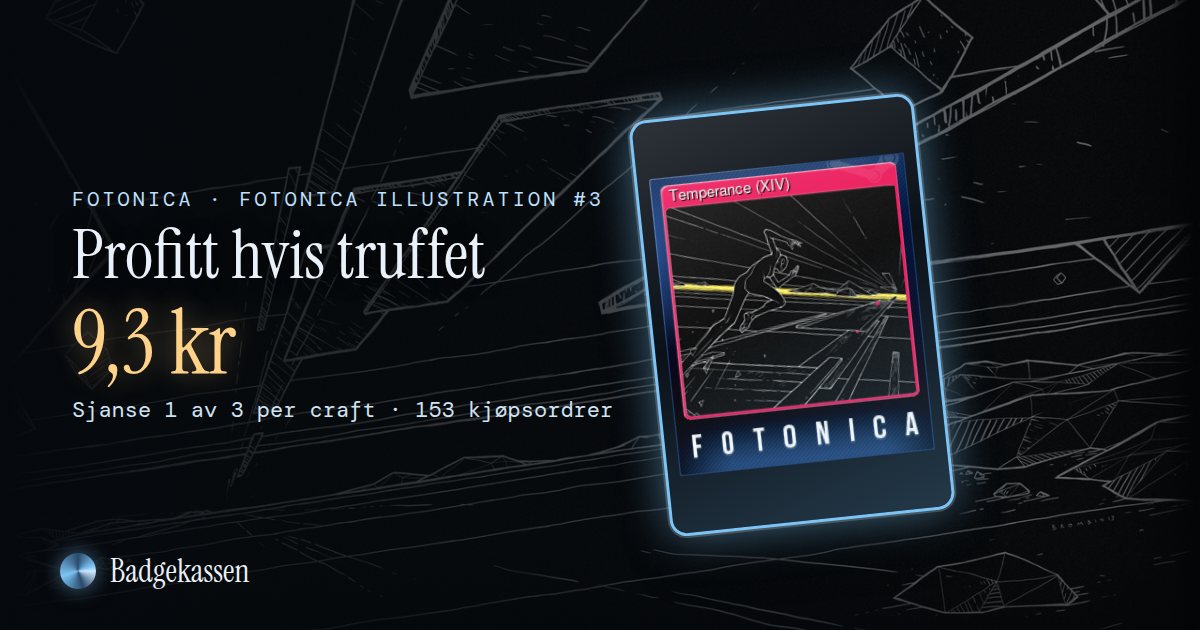 FOTONICA · FOTONICA ILLUSTRATION #3
Profitt hvis truffet
9,3 kr
Sjanse 1 av 3 per craft · 153 kjøpsordrer
Temperance (XIV)
FOTONICA
Badgekassen